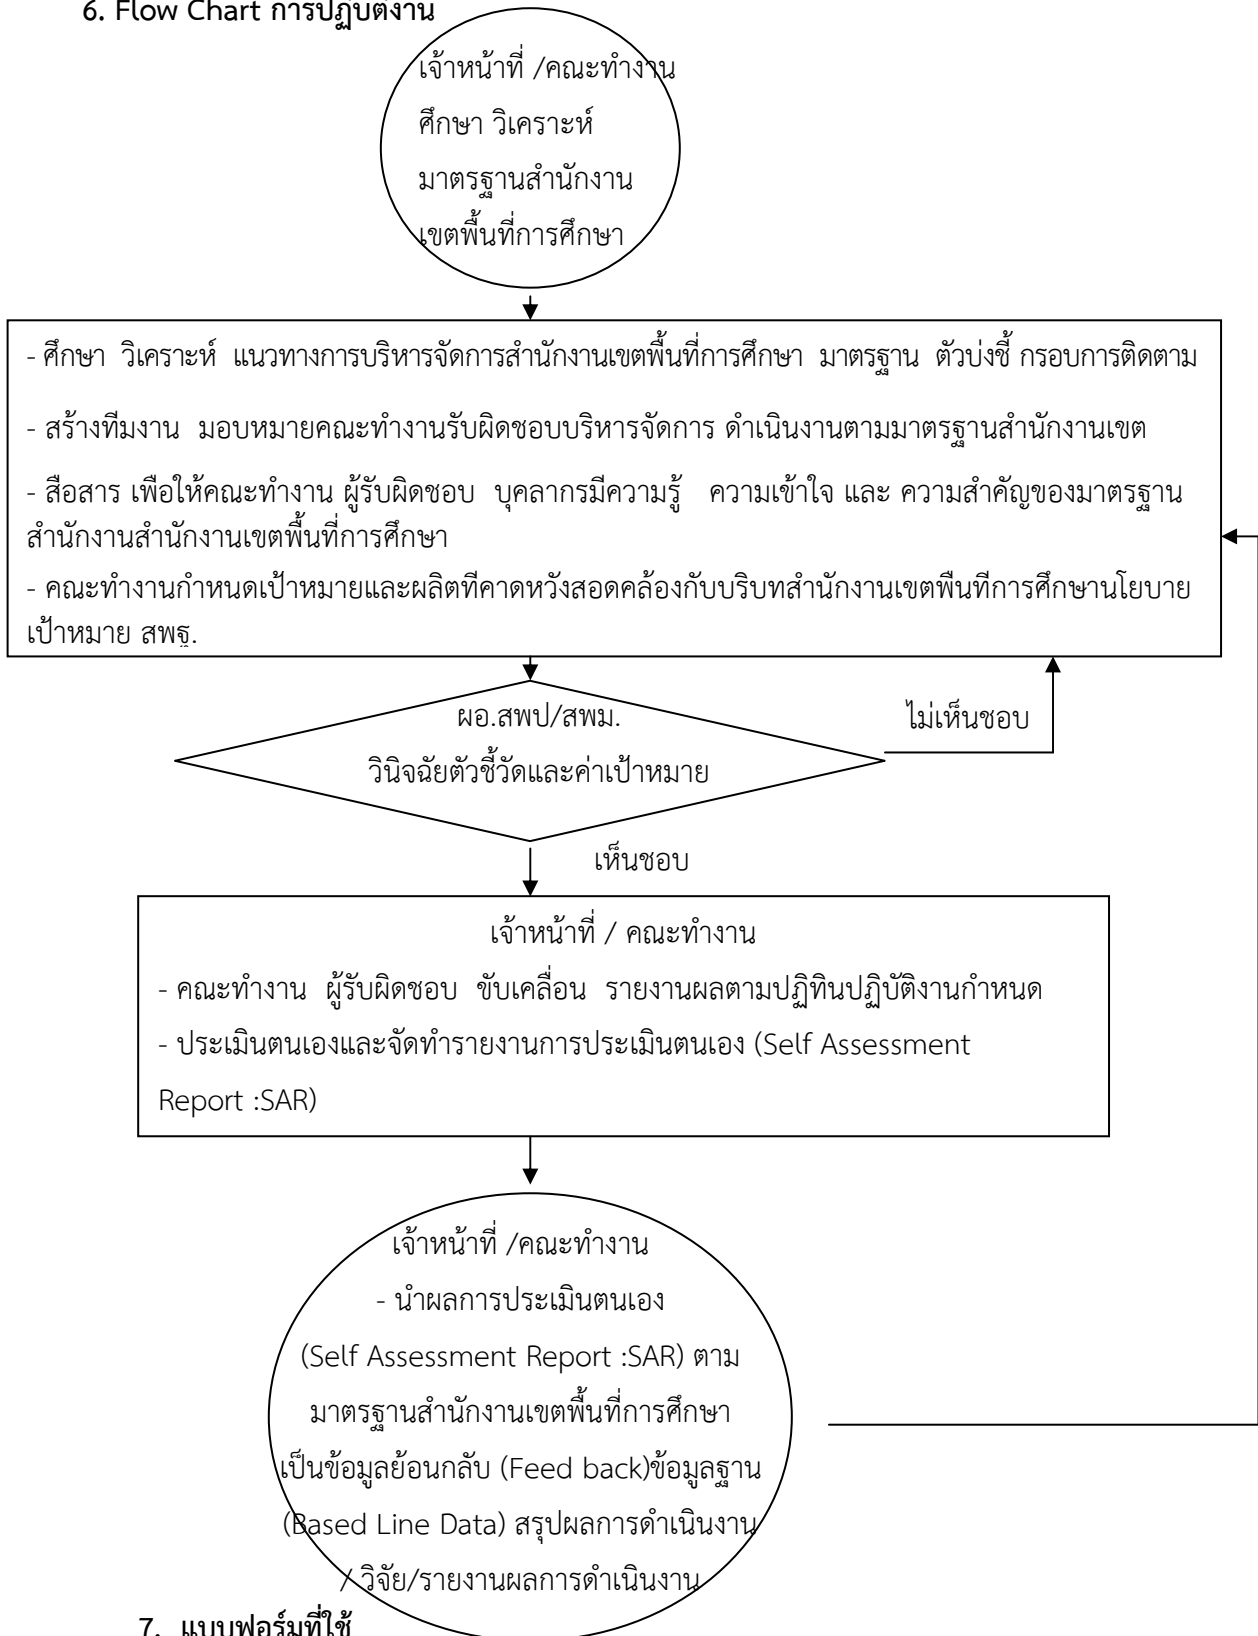 6. Flow Chart การปฏิบัติงาน
เจ้าหน้าที่ /คณะทำงาน
ศึกษา วิเคราะห์
มาตรฐานสำนักงาน
เขตพื้นที่การศึกษา
- ศึกษา วิเคราะห์ แนวทางการบริหารจัดการสำนักงานเขตพื้นที่การศึกษา มาตรฐาน ตัวบ่งชี้ กรอบการติดตาม
- สร้างทีมงาน มอบหมายคณะทำงานรับผิดชอบบริหารจัดการ ดำเนินงานตามมาตรฐานสำนักงานเขต
- สื่อสาร เพื่อให้คณะทำงาน ผู้รับผิดชอบ บุคลากรมีความรู้ ความเข้าใจ และ ความสำคัญของมาตรฐาน
สำนักงานสำนักงานเขตพื้นที่การศึกษา
- คณะทำงานกำหนดเป้าหมายและผลิตที่คาดหวังสอดคล้องกับบริบทสำนักงานเขตพื้นที่การศึกษานโยบาย
เป้าหมาย สพฐ.
ผอ.สพป/สพม.
วินิจฉัยตัวชี้วัดและค่าเป้าหมาย
ไม่เห็นชอบ
เห็นชอบ
เจ้าหน้าที่ / คณะทำงาน
- คณะทำงาน ผู้รับผิดชอบ ขับเคลื่อน รายงานผลตามปฏิทินปฏิบัติงานกำหนด
- ประเมินตนเองและจัดทำรายงานการประเมินตนเอง (Self Assessment
Report :SAR)
เจ้าหน้าที่ /คณะทำงาน
- นำผลการประเมินตนเอง
(Self Assessment Report :SAR) ตาม
มาตรฐานสำนักงานเขตพื้นที่การศึกษา
เป็นข้อมูลย้อนกลับ (Feed back)ข้อมูลฐาน
(Based Line Data) สรุปผลการดำเนินงาน
/ วิจัย/รายงานผลการดำเนินงาน
7. แบบฟอร์มที่ใช้